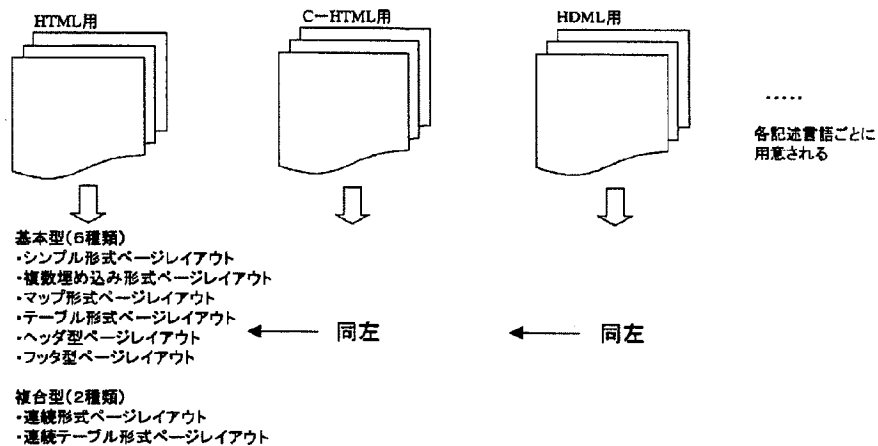 HTML用
C－HTML用
HDML用
.....
各記述言語ごとに
用意される
基本型(6種類)
・シンプル形式ページレイアウト
・複数埋め込み形式ページレイアウト
・マップ形式ページレイアウト
・テーブル形式ページレイアウト
・ヘッダ型ページレイアウト
・フッタ型ページレイアウト
同左
同左
複合型(2種類)
・連続形式ページレイアウト
・連続テーブル形式ページレイアウト